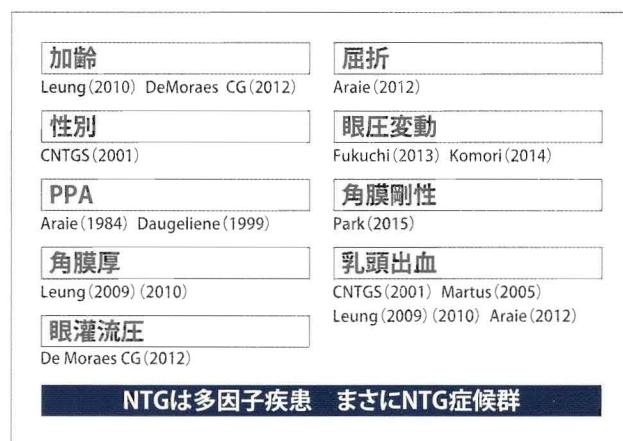 加齢
Leung(2010) DeMoraes CG(2012)
性別
CNTGS(2001)
PPA
Araie(1984) Daugeliene(1999)
角膜厚
Leung(2009)(2010)
眼灌流圧
De Moraes CG(2012)
屈折
Araie(2012)
眼圧変動
Fukuchi(2013) Komori(2014)
角膜剛性
Park(2015)
乳頭出血
CNTGS(2001) Martus(2005)
Leung(2009)(2010) Araie(2012)
NTGは多因子疾患 まさにNTG症候群